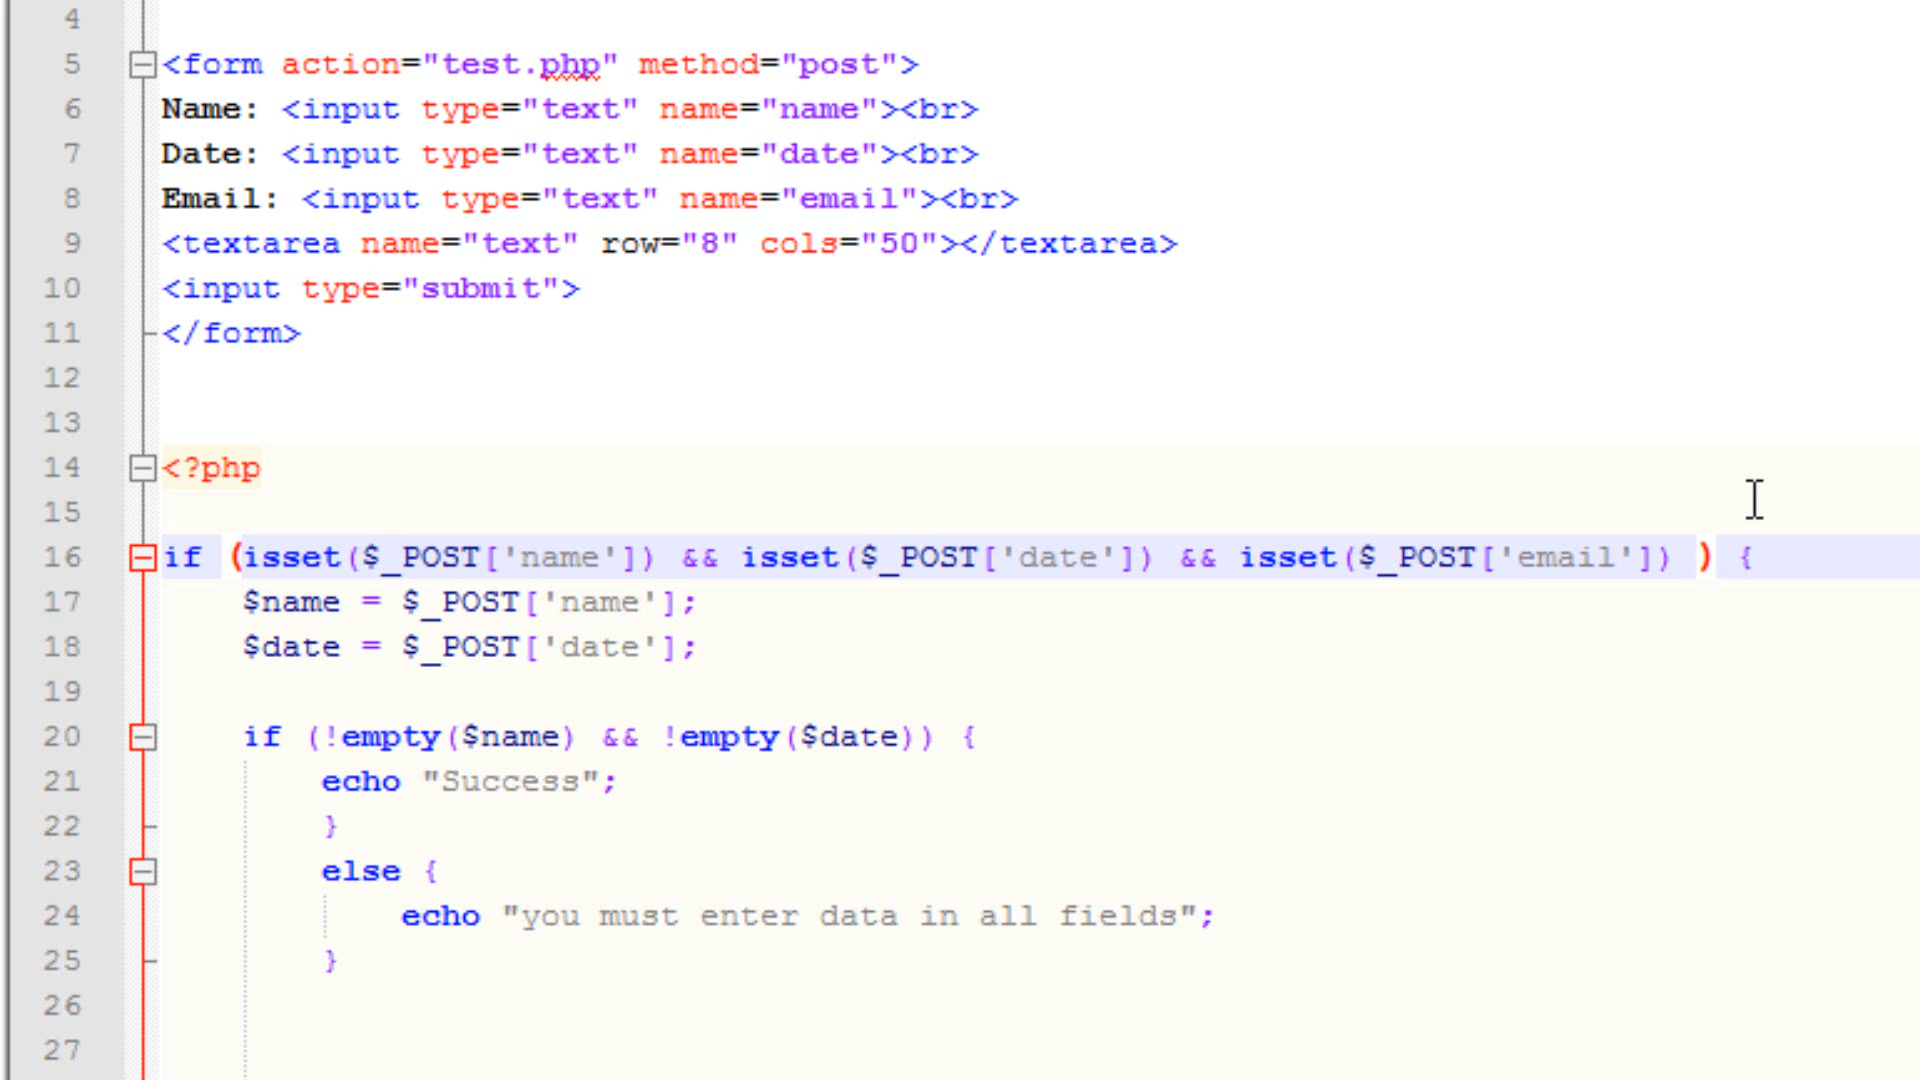 4
5 <form action="test.php" method="post">
6 Name: <input type="text" name="name"><br>
7 Date: <input type="text" name="date"><br>
8 Email: <input type="text" name="email"><br>
9 <textarea name="text" row="8" cols="50"></textarea>
10 <input type="submit">
11 </form>
12
13
14 <?php
15
16 if (isset($_POST['name']) && isset($_POST['date']) && isset($_POST['email']) ) {
17 $name = $_POST['name'];
18 $date = $_POST['date'];
19
20 if (!empty($name) && !empty($date)) {
21 echo "Success";
22 }
23 else {
24 echo "you must enter data in all fields";
25 }
26
27